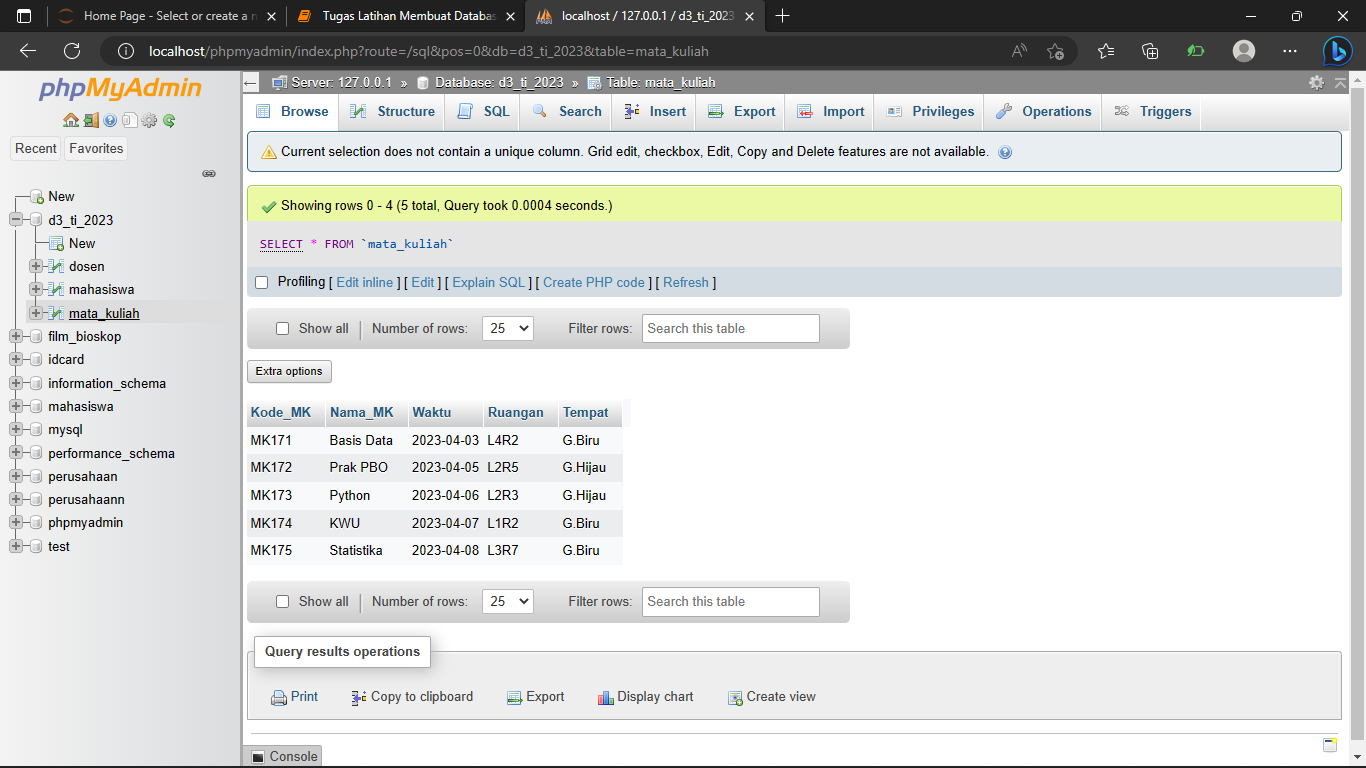 Home Page - Select or create a n
Tugas Latihan Membuat Databas
localhost / 127.0.0.1 / d3_ti_2023
localhost/phpmyadmin/index.php?route=/sql&pos=0&db=d3_ti_2023&table=mata_kuliah
phpMyAdmin
Recent Favorites
New
d3_ti_2023
New
dosen
mahasiswa
mata_kuliah
film_bioskop
idcard
information_schema
mahasiswa
mysql
performance_schema
perusahaan
perusahaann
phpmyadmin
test
Server: 127.0.0.1 » Database: d3_ti_2023 » Table: mata_kuliah
Browse Structure SQL Search Insert Export Import Privileges Operations Triggers
Current selection does not contain a unique column. Grid edit, checkbox, Edit, Copy and Delete features are not available.
Showing rows 0 - 4 (5 total, Query took 0.0004 seconds.)
SELECT * FROM `mata_kuliah`
Profiling [ Edit inline ] [ Edit ] [ Explain SQL ] [ Create PHP code ] [ Refresh ]
Show all | Number of rows: 25 Filter rows: Search this table
Extra options
Kode_MK Nama_MK Waktu Ruangan Tempat
MK171 Basis Data 2023-04-03 L4R2 G.Biru
MK172 Prak PBO 2023-04-05 L2R5 G.Hijau
MK173 Python 2023-04-06 L2R3 G.Hijau
MK174 KWU 2023-04-07 L1R2 G.Biru
MK175 Statistika 2023-04-08 L3R7 G.Biru
Show all | Number of rows: 25 Filter rows: Search this table
Query results operations
Print Copy to clipboard Export Display chart Create view
Console